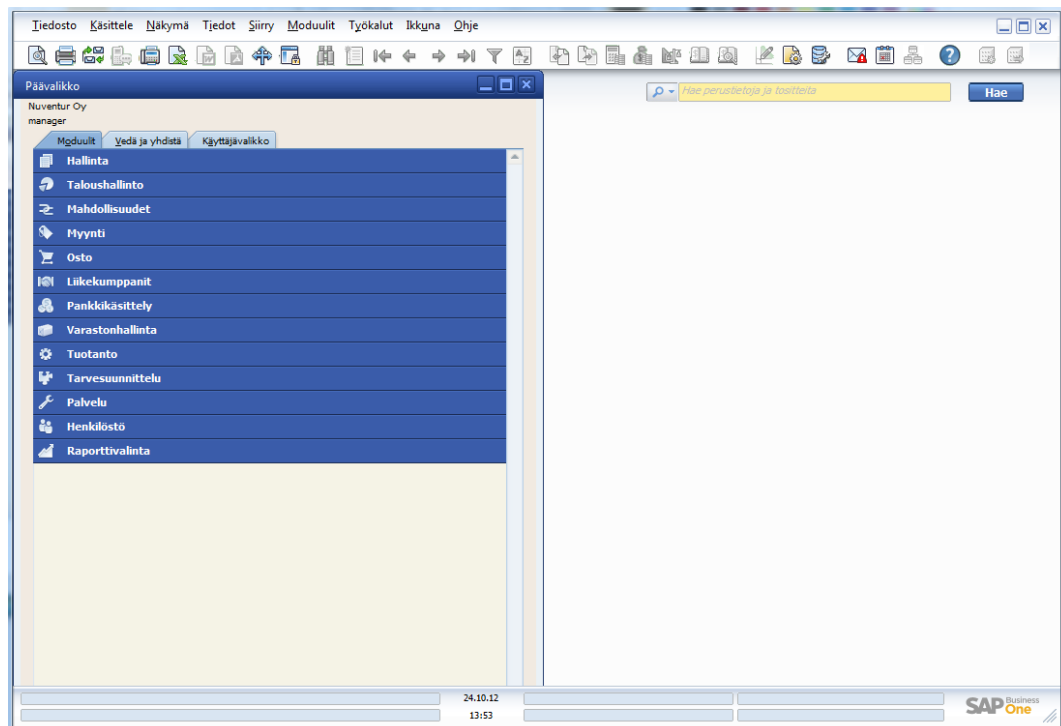 Tiedosto Käsittele Näkymä Tiedot Siirry Moduulit Työkalut Ikkuna Ohje
Päävalikko
Hae perustietoja ja tositteita Hae
Nuventur Oy
manager
Moduulit Vedä ja yhdistä Käyttäjävalikko
Hallinta
Taloushallinto
Mahdollisuudet
Myynti
Osto
Liikekumppanit
Pankkikäsittely
Varastonhallinta
Tuotanto
Tarvesuunnittelu
Palvelu
Henkilöstö
Raporttivalinta
24.10.12
13:53
SAP Business One